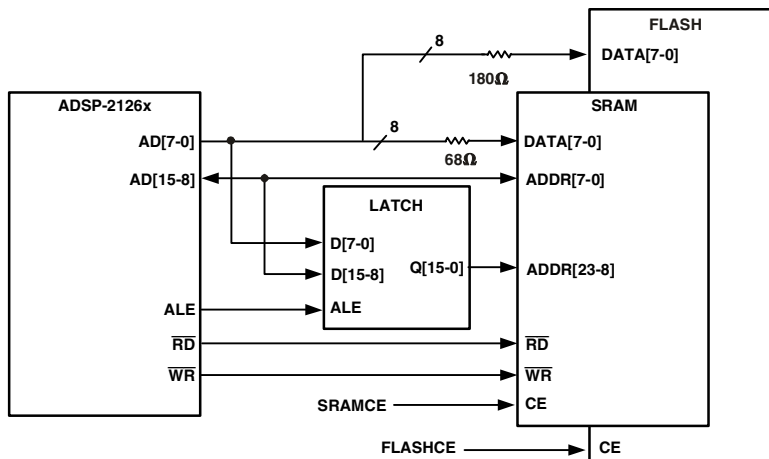 FLASH
8
DATA[7-0]
180Ω
ADSP-2126x
SRAM
AD[7-0]
8
DATA[7-0]
68Ω
AD[15-8]
ADDR[7-0]
LATCH
D[7-0]
D[15-8]
Q[15-0]
ADDR[23-8]
ALE
ALE
RD
RD
WR
WR
SRAMCE
CE
FLASHCE
CE